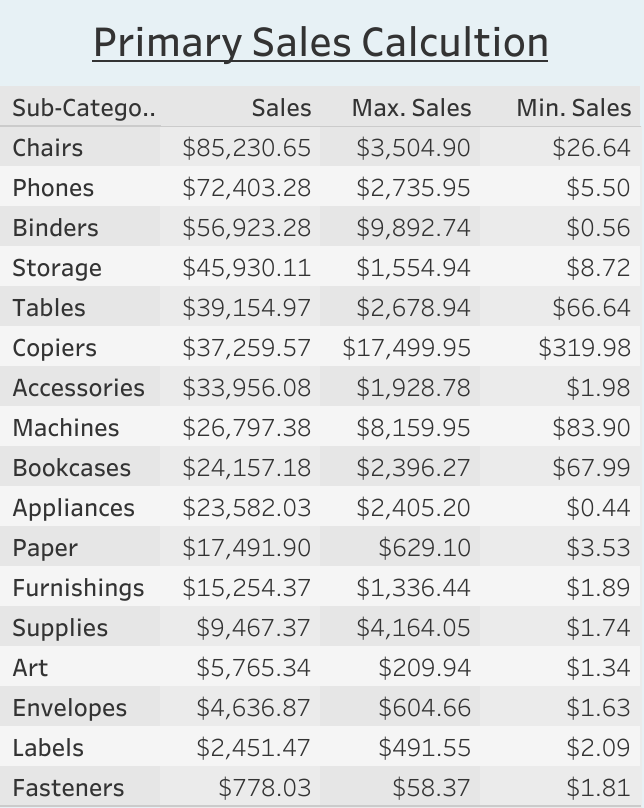 Primary Sales Calcultion
Sub-Catego.. Sales Max. Sales Min. Sales
Chairs $85,230.65 $3,504.90 $26.64
Phones $72,403.28 $2,735.95 $5.50
Binders $56,923.28 $9,892.74 $0.56
Storage $45,930.11 $1,554.94 $8.72
Tables $39,154.97 $2,678.94 $66.64
Copiers $37,259.57 $17,499.95 $319.98
Accessories $33,956.08 $1,928.78 $1.98
Machines $26,797.38 $8,159.95 $83.90
Bookcases $24,157.18 $2,396.27 $67.99
Appliances $23,582.03 $2,405.20 $0.44
Paper $17,491.90 $629.10 $3.53
Furnishings $15,254.37 $1,336.44 $1.89
Supplies $9,467.37 $4,164.05 $1.74
Art $5,765.34 $209.94 $1.34
Envelopes $4,636.87 $604.66 $1.63
Labels $2,451.47 $491.55 $2.09
Fasteners $778.03 $58.37 $1.81